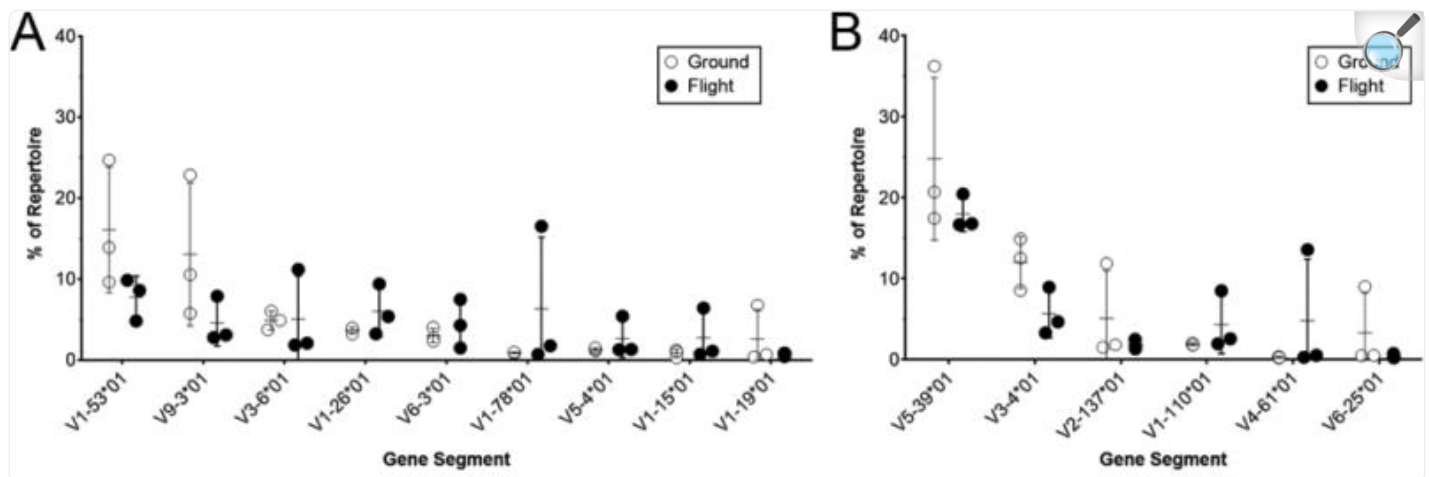 A
40
30
20
10
0
% of Repertoire
Ground
Flight
V1-53*01
V9-3*01
V3-6*01
V1-26*01
V6-3*01
V1-78*01
V5-4*01
V1-15*01
V1-19*01
Gene Segment
B
40
30
20
10
0
% of Repertoire
Ground
Flight
V5-39*01
V3-4*01
V2-137*01
V1-110*01
V4-61*01
V6-25*01
Gene Segment